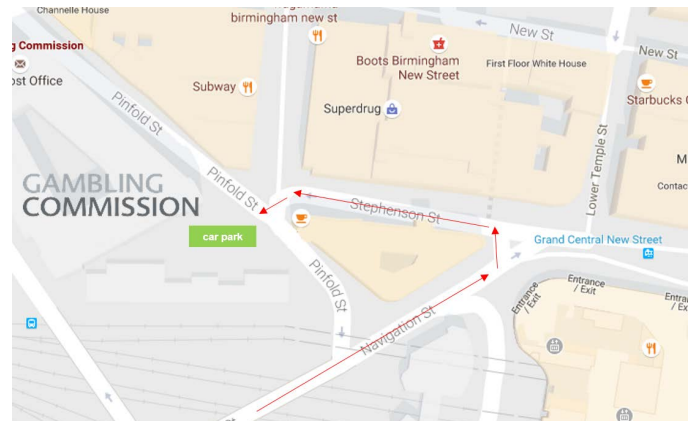 Channelle House
birmingham new st
New St
New St
g Commission
ost Office
Boots Birmingham
New Street
First Floor White House
Subway
Starbucks C
Superdrug
Pinfold St
Lower Temple St
M
Contac
Pinfold St
GAMBLING
COMMISSION
Stephenson St
car park
Grand Central New Street
Pinfold St
Entrance
/ Exit
Entrance
/ Exit
Entra
/ Ex
Navigation St